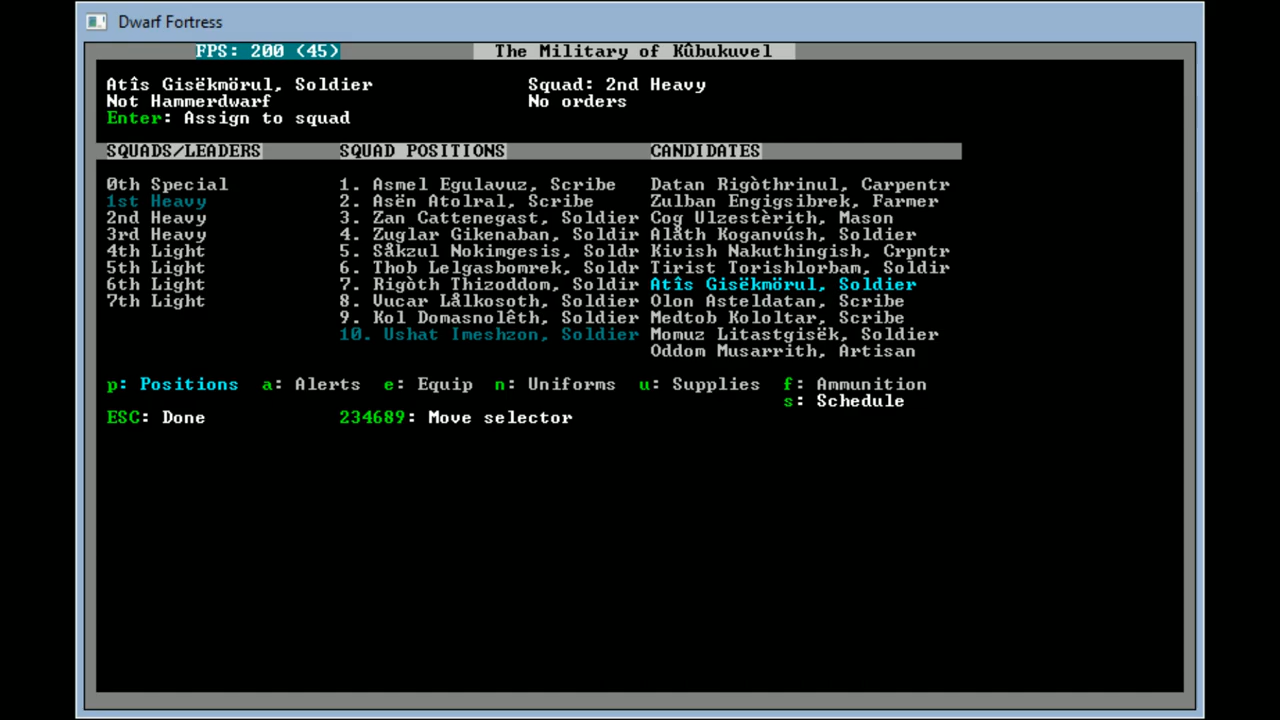 Dwarf Fortress
FPS: 200 (45) The Military of Kûbukuvel
Atîs Gisëkmörul, Soldier Squad: 2nd Heavy
Not Hammerdwarf No orders
Enter: Assign to squad
SQUADS/LEADERS SQUAD POSITIONS CANDIDATES
0th Special 1. Asmel Egulavuz, Scribe Datan Rigòthrinul, Carpentr
1st Heavy 2. Asën Atolral, Scribe Zulban Engigsibrek, Farmer
2nd Heavy 3. Zan Cattenegast, Soldier Cog Ulzestèrith, Mason
3rd Heavy 4. Zuglar Gikenaban, Soldir Alåth Koganvúsh, Soldier
4th Light 5. Såkzul Nokimgesis, Soldr Kivish Nakuthingish, Crpntr
5th Light 6. Thob Lelgasbomrek, Soldr Tirist Torishlorbam, Soldir
6th Light 7. Rigòth Thizoddom, Soldir Atîs Gisëkmörul, Soldier
7th Light 8. Vucar Lålkosoth, Soldier Olon Asteldatan, Scribe
9. Kol Domasnolêth, Soldier Medtob Kololtar, Scribe
10. Ushat Imeshzon, Soldier Momuz Litastgisëk, Soldier
Oddom Musarrith, Artisan
p: Positions a: Alerts e: Equip n: Uniforms u: Supplies f: Ammunition
s: Schedule
ESC: Done 234689: Move selector